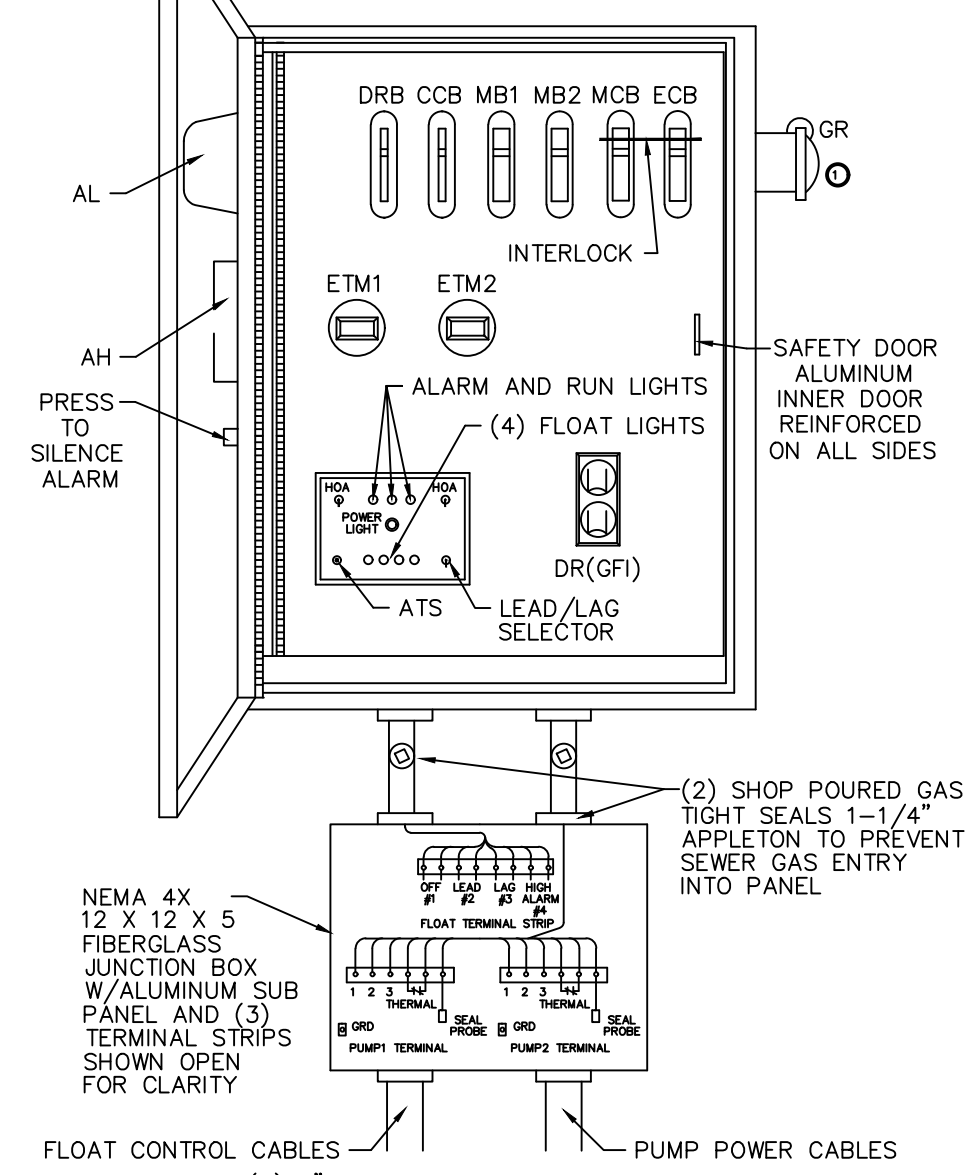 DRB CCB MB1 MB2 MCB ECB
GR
1
AL
INTERLOCK
ETM1 ETM2
AH
SAFETY DOOR
ALUMINUM
INNER DOOR
REINFORCED
ON ALL SIDES
PRESS
TO
SILENCE
ALARM
ALARM AND RUN LIGHTS
(4) FLOAT LIGHTS
HOA HOA
POWER
LIGHT
DR(GFI)
ATS
LEAD/LAG
SELECTOR
(2) SHOP POURED GAS
TIGHT SEALS 1-1/4"
APPLETON TO PREVENT
SEWER GAS ENTRY
INTO PANEL
OFF LEAD LAG HIGH
#1 #2 #3 ALARM
#4
FLOAT TERMINAL STRIP
NEMA 4X
12 X 12 X 5
FIBERGLASS
JUNCTION BOX
W/ALUMINUM SUB
PANEL AND (3)
TERMINAL STRIPS
SHOWN OPEN
FOR CLARITY
1 2 3
THERMAL
SEAL
PROBE
GRD
PUMP1 TERMINAL
1 2 3
THERMAL
SEAL
PROBE
GRD
PUMP2 TERMINAL
FLOAT CONTROL CABLES
PUMP POWER CABLES